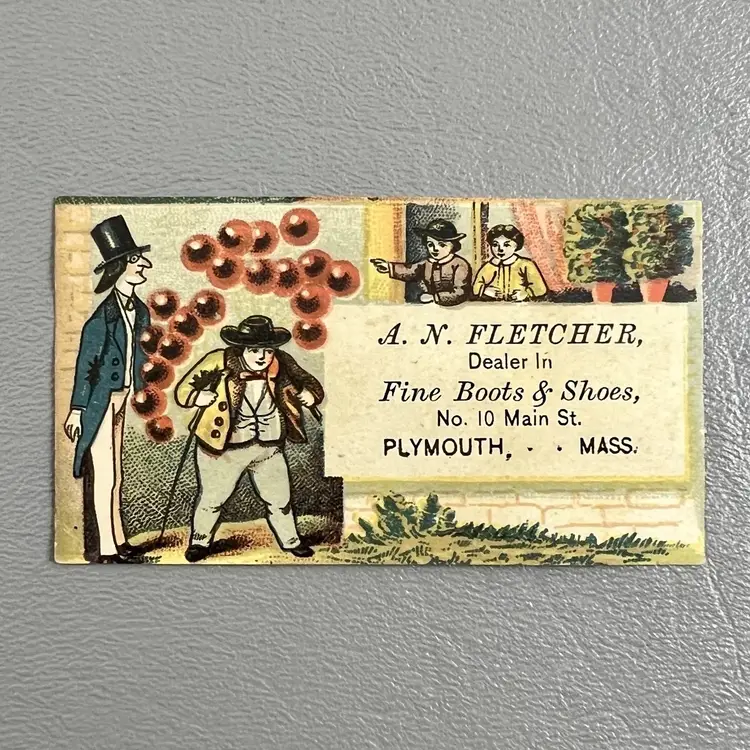 A. N. FLETCHER,
Dealer In
Fine Boots & Shoes,
No. 10 Main St.
PLYMOUTH, · · MASS.